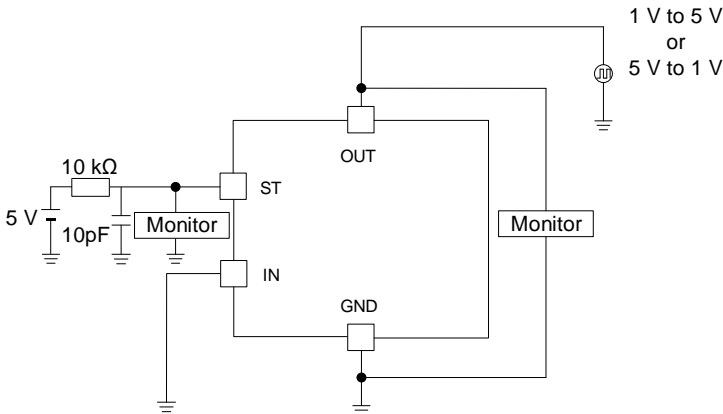 1 V to 5 V
or
5 V to 1 V
OUT
10 kΩ
ST
5 V
10pF
Monitor
Monitor
IN
GND